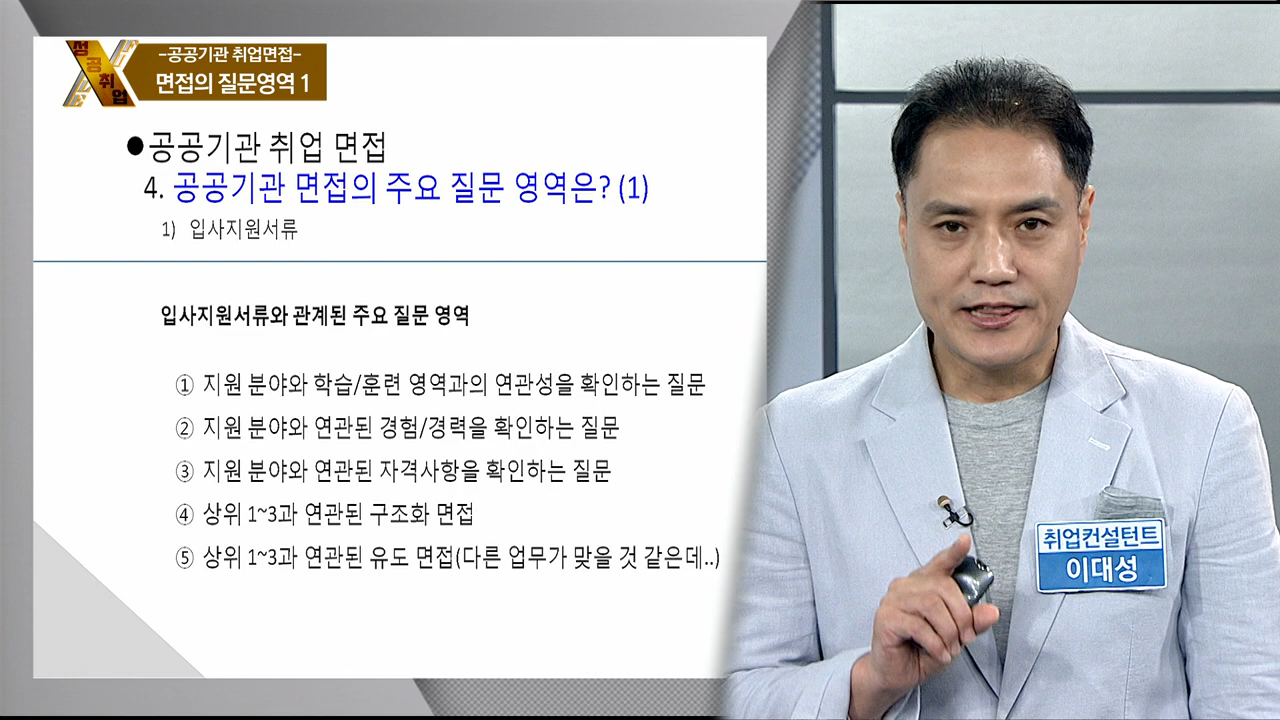 성공취업
-공공기관 취업면접-
면접의 질문영역 1
●공공기관 취업 면접
4. 공공기관 면접의 주요 질문 영역은? (1)
1) 입사지원서류
입사지원서류와 관계된 주요 질문 영역
① 지원 분야와 학습/훈련 영역과의 연관성을 확인하는 질문
② 지원 분야와 연관된 경험/경력을 확인하는 질문
③ 지원 분야와 연관된 자격사항을 확인하는 질문
④ 상위 1~3과 연관된 구조화 면접
⑤ 상위 1~3과 연관된 유도 면접(다른 업무가 맞을 것 같은데..)
취업컨설턴트
이대성